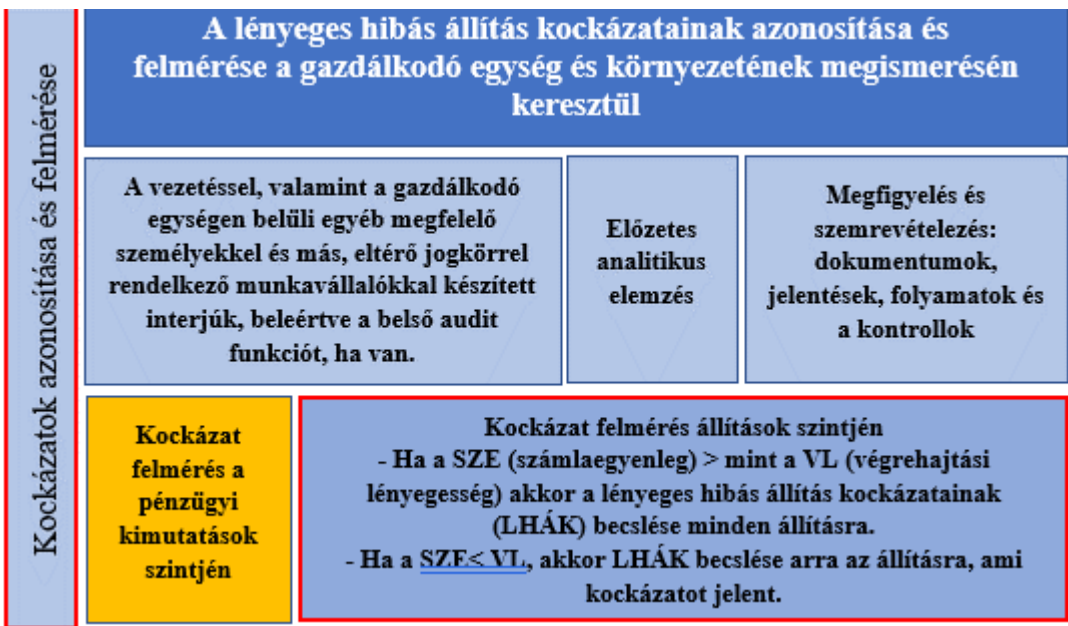 Kockázatok azonosítása és felmérése
A lényeges hibás állítás kockázatainak azonosítása és
felmérése a gazdálkodó egység és környezetének megismerésén
keresztül
A vezetéssel, valamint a gazdálkodó
egységen belüli egyéb megfelelő
személyekkel és más, eltérő jogkörrel
rendelkező munkavállalókkal készített
interjúk, beleértve a belső audit
funkciót, ha van.
Előzetes
analitikus
elemzés
Megfigyelés és
szemrevételezés:
dokumentumok,
jelentések, folyamatok és
a kontrollok
Kockázat
felmérés a
pénzügyi
kimutatások
szintjén
Kockázat felmérés állítások szintjén
- Ha a SZE (számlaegyenleg) > mint a VL (végrehajtási
lényegesség) akkor a lényeges hibás állítás kockázatainak
(LHÁK) becslése minden állításra.
- Ha a SZE< VL, akkor LHÁK becslése arra az állításra, ami
kockázatot jelent.